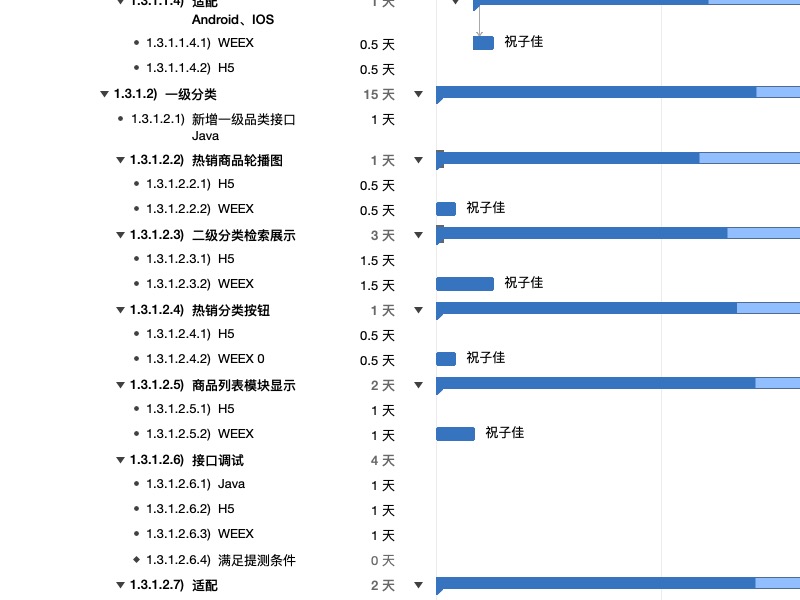 1.3.1.1.4) 适配 1 天
Android、IOS
1.3.1.1.4.1) WEEX 0.5 天 祝子佳
1.3.1.1.4.2) H5 0.5 天
1.3.1.2) 一级分类 15 天
1.3.1.2.1) 新增一级品类接口 1 天
Java
1.3.1.2.2) 热销商品轮播图 1 天
1.3.1.2.2.1) H5 0.5 天
1.3.1.2.2.2) WEEX 0.5 天 祝子佳
1.3.1.2.3) 二级分类检索展示 3 天
1.3.1.2.3.1) H5 1.5 天
1.3.1.2.3.2) WEEX 1.5 天 祝子佳
1.3.1.2.4) 热销分类按钮 1 天
1.3.1.2.4.1) H5 0.5 天
1.3.1.2.4.2) WEEX 0 0.5 天 祝子佳
1.3.1.2.5) 商品列表模块显示 2 天
1.3.1.2.5.1) H5 1 天
1.3.1.2.5.2) WEEX 1 天 祝子佳
1.3.1.2.6) 接口调试 4 天
1.3.1.2.6.1) Java 1 天
1.3.1.2.6.2) H5 1 天
1.3.1.2.6.3) WEEX 1 天
1.3.1.2.6.4) 满足提测条件 0 天
1.3.1.2.7) 适配 2 天